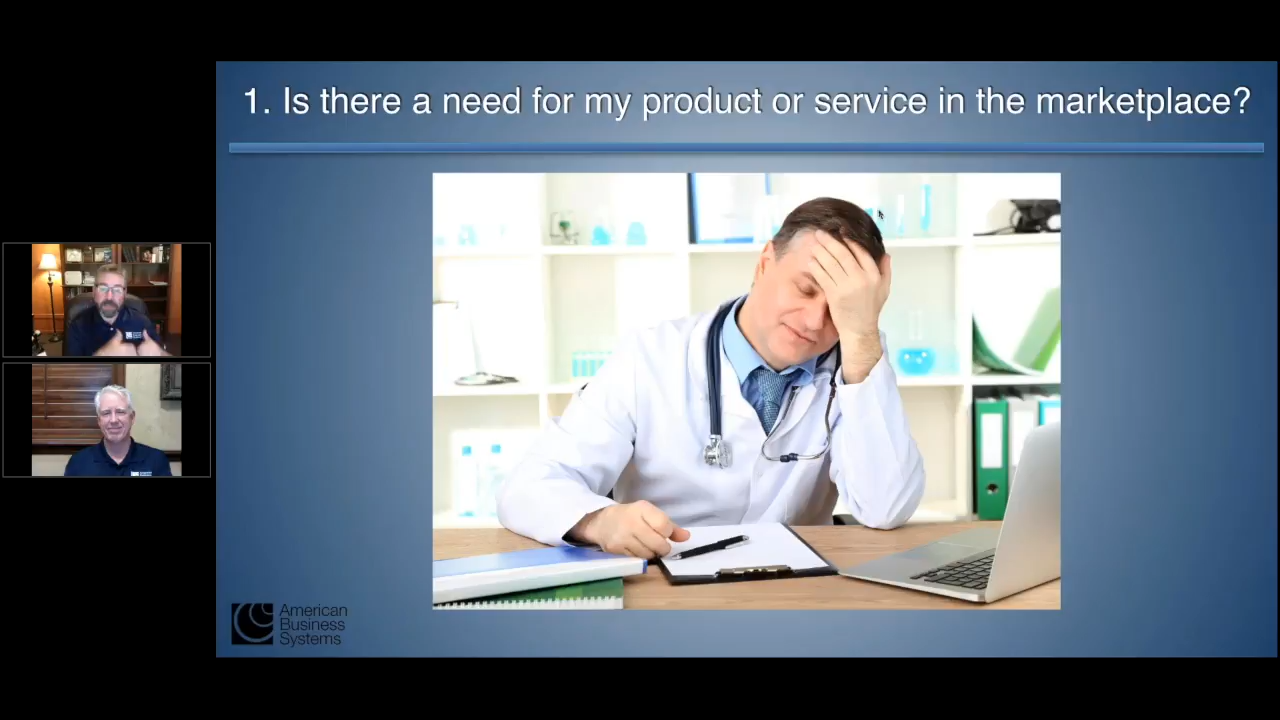 1. Is there a need for my product or service in the marketplace?
American
Business
Systems